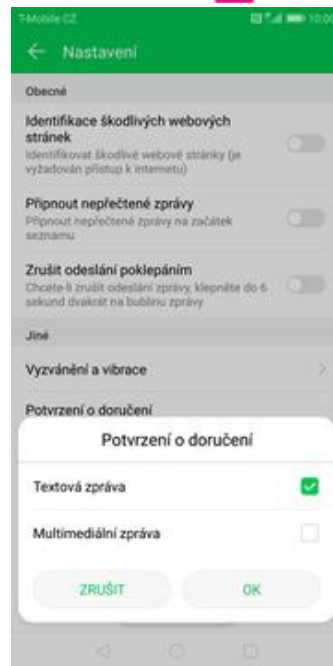 T-Mobile CZ 10:00
Nastavení
Obecné
Identifikace škodlivých webových
stránek
Identifikovat škodlivé webové stránky (je
vyžadován přístup k internetu)
Připnout nepřečtené zprávy
Připnout nepřečtené zprávy na začátek
seznamu
Zrušit odeslání poklepáním
Chcete-li zrušit odeslání zprávy, klepněte do 6
sekund dvakrát na bublinu zprávy
Jiné
Vyzvánění a vibrace
Potvrzení o doručení
Potvrzení o doručení
Textová zpráva
Multimediální zpráva
ZRUŠIT OK